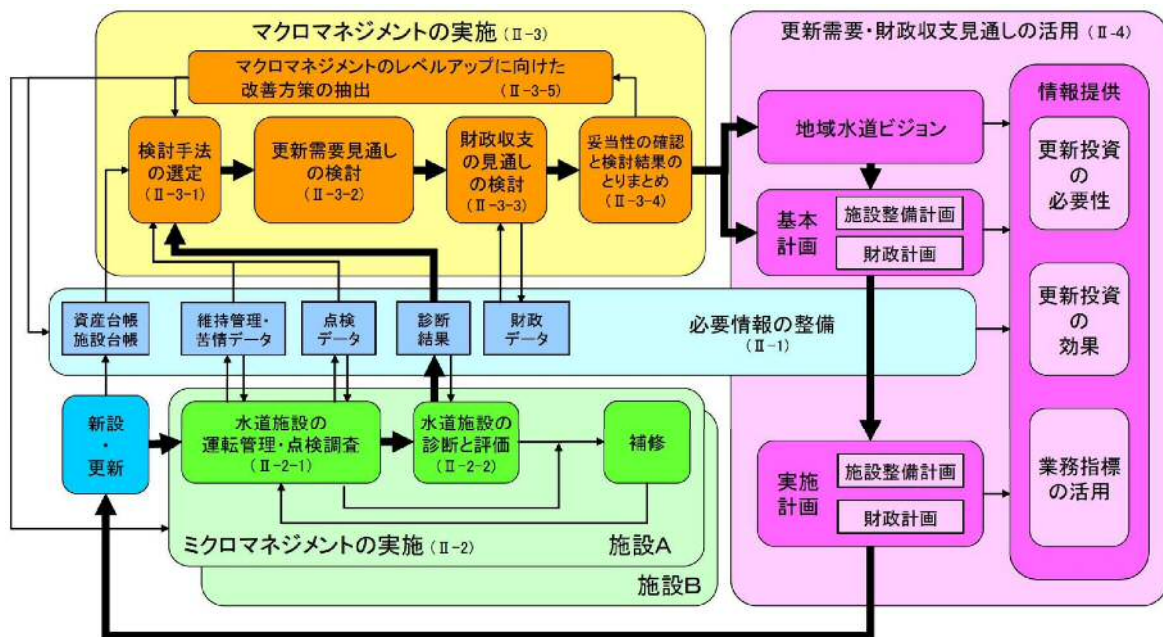 マクロマネジメントの実施(Ⅱ-3)
マクロマネジメントのレベルアップに向けた
改善方策の抽出 (Ⅱ-3-5)
検討手法
の選定
(Ⅱ-3-1)
更新需要見通し
の検討
(Ⅱ-3-2)
財政収支
の見通し
の検討
(Ⅱ-3-3)
妥当性の確認
と検討結果の
とりまとめ
(Ⅱ-3-4)
更新需要・財政収支見通しの活用(Ⅱ-4)
地域水道ビジョン
基本
計画
施設整備計画
財政計画
実施
計画
施設整備計画
財政計画
情報提供
更新投資
の
必要性
更新投資
の
効果
業務指標
の活用
資産台帳
施設台帳
維持管理・
苦情データ
点検
データ
診断
結果
財政
データ
必要情報の整備
(Ⅱ-1)
新設
・
更新
水道施設の
運転管理・点検調査
(Ⅱ-2-1)
水道施設の
診断と評価
(Ⅱ-2-2)
補修
ミクロマネジメントの実施(Ⅱ-2)
施設A
施設B